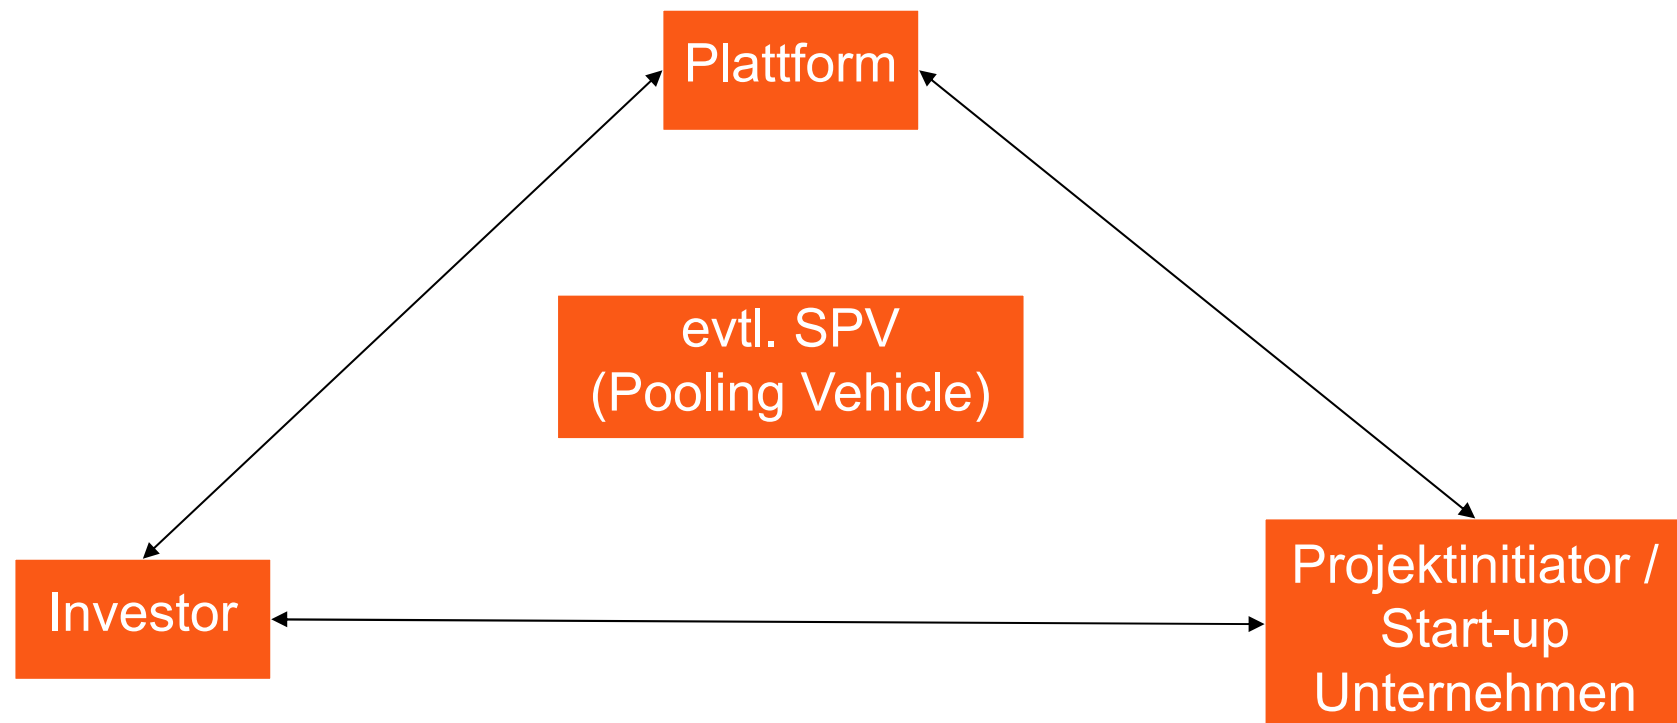 Plattform
evtl. SPV
(Pooling Vehicle)
Investor
Projektinitiator /
Start-up
Unternehmen